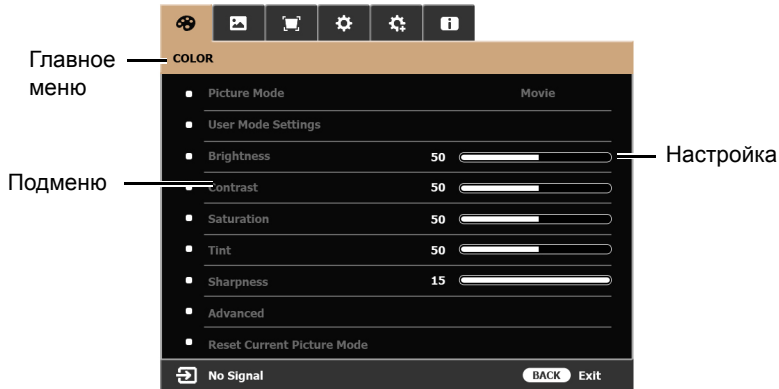 COLOR
Главное
меню
Picture Mode Movie
User Mode Settings
Brightness 50
Настройка
Подменю
Contrast 50
Saturation 50
Tint 50
Sharpness 15
Advanced
Reset Current Picture Mode
No Signal BACK Exit